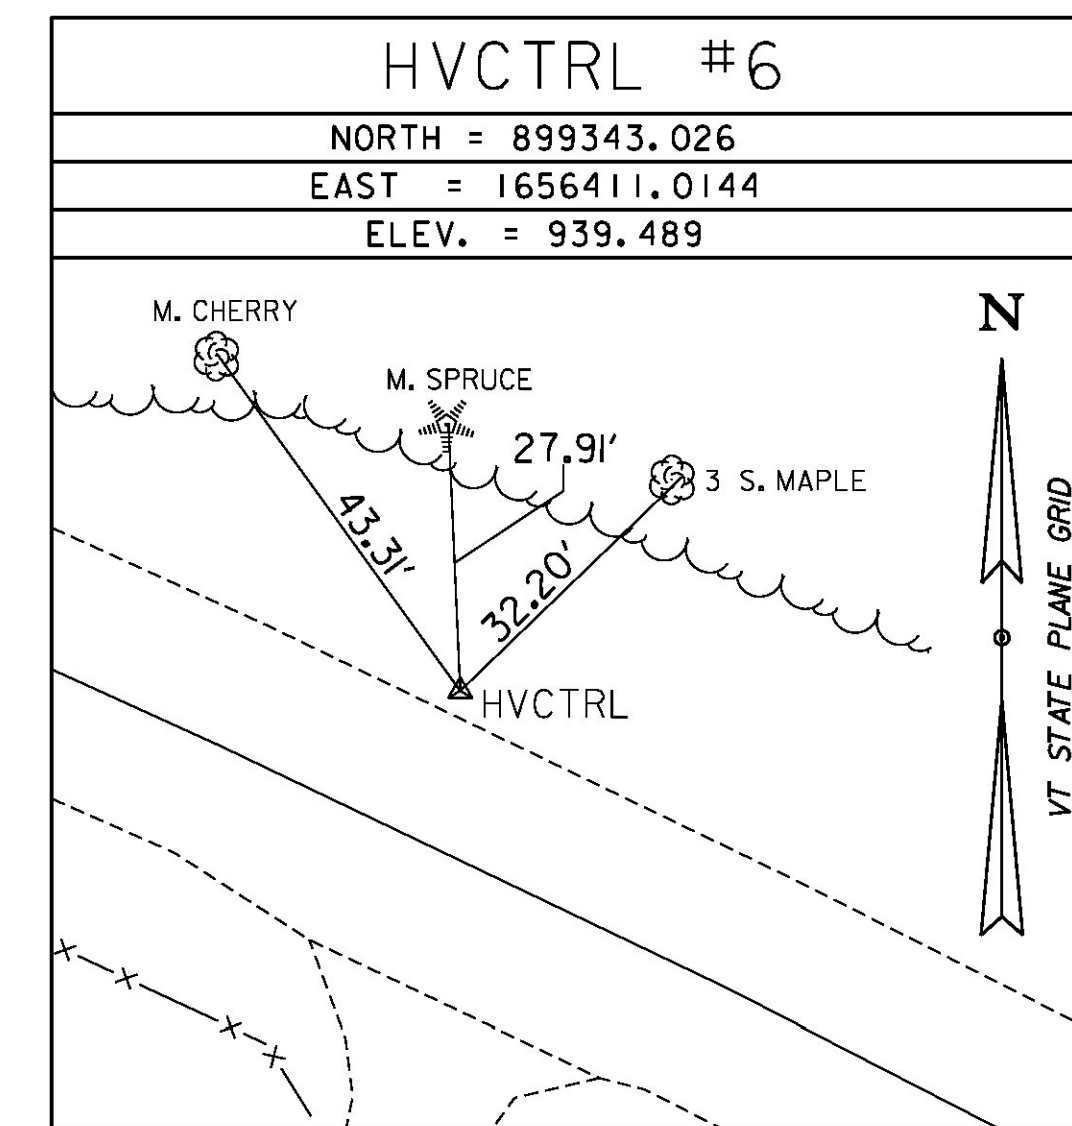 HVCTRL #6
NORTH = 899343.026
EAST = 1656411.0144
ELEV. = 939.489
M. CHERRY
N
M. SPRUCE
27.91'
3 S. MAPLE
43.31'
32.20'
HVCTRL
VT STATE PLANE GRID